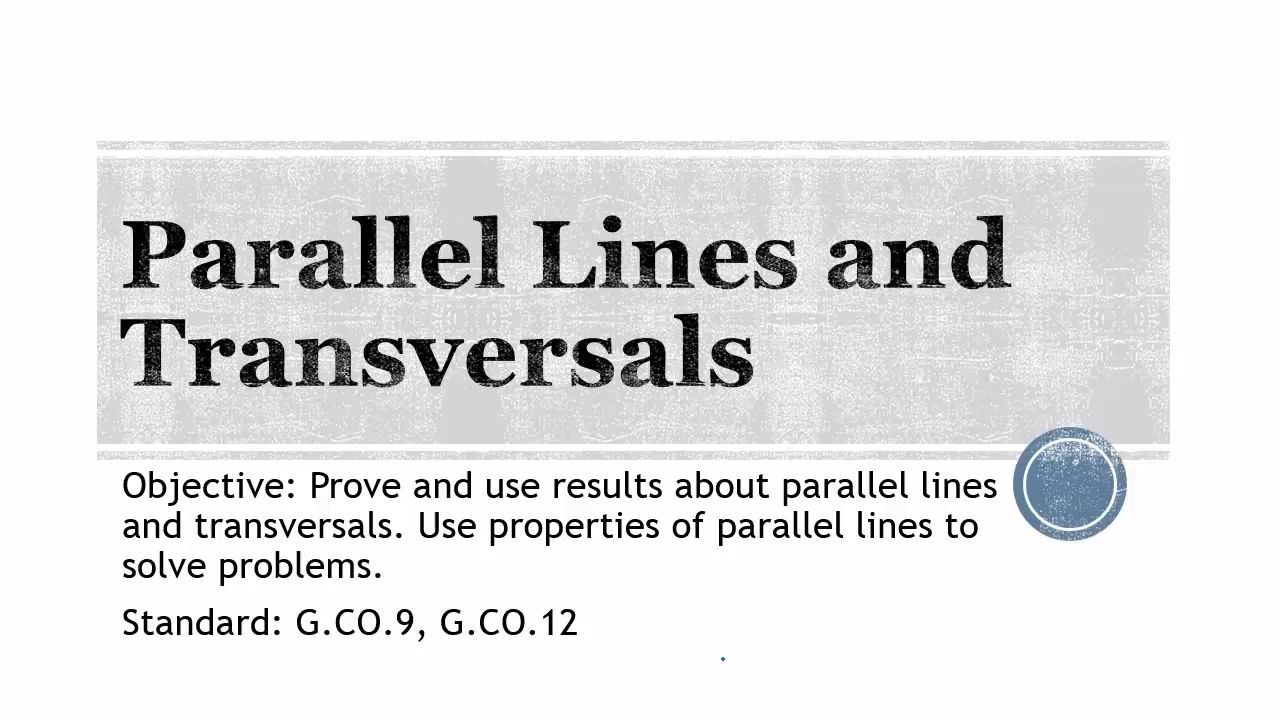 Parallel Lines and
Transversals
Objective: Prove and use results about parallel lines
and transversals. Use properties of parallel lines to
solve problems.
Standard: G.CO.9, G.CO.12